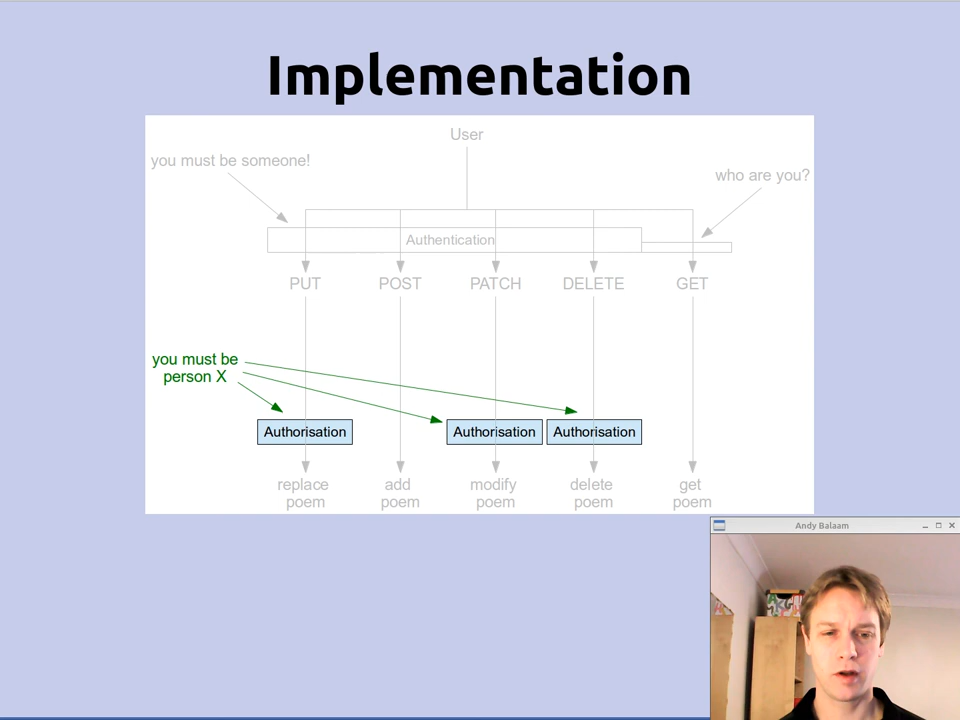 Implementation
User
you must be someone!
who are you?
Authentication
PUT POST PATCH DELETE GET
you must be
person X
Authorisation Authorisation Authorisation
replace add modify delete get
poem poem poem poem poem
Andy Balaam